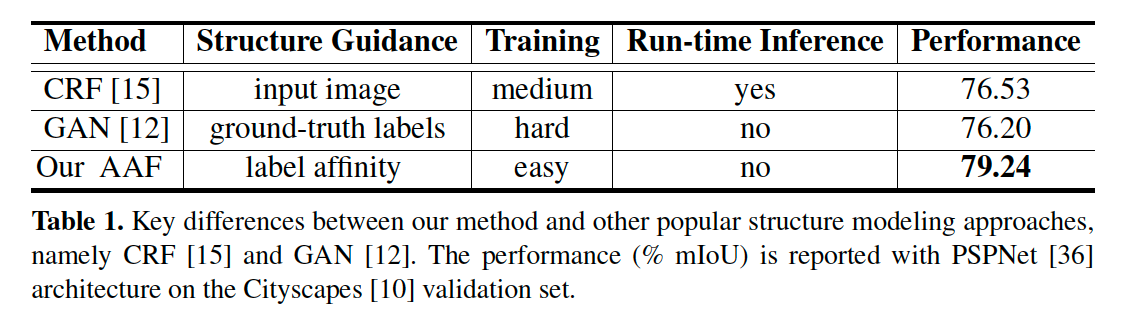 Method Structure Guidance Training Run-time Inference Performance
CRF [15] input image medium yes 76.53
GAN [12] ground-truth labels hard no 76.20
Our AAF label affinity easy no 79.24
Table 1. Key differences between our method and other popular structure modeling approaches,
namely CRF [15] and GAN [12]. The performance (% mIoU) is reported with PSPNet [36]
architecture on the Cityscapes [10] validation set.